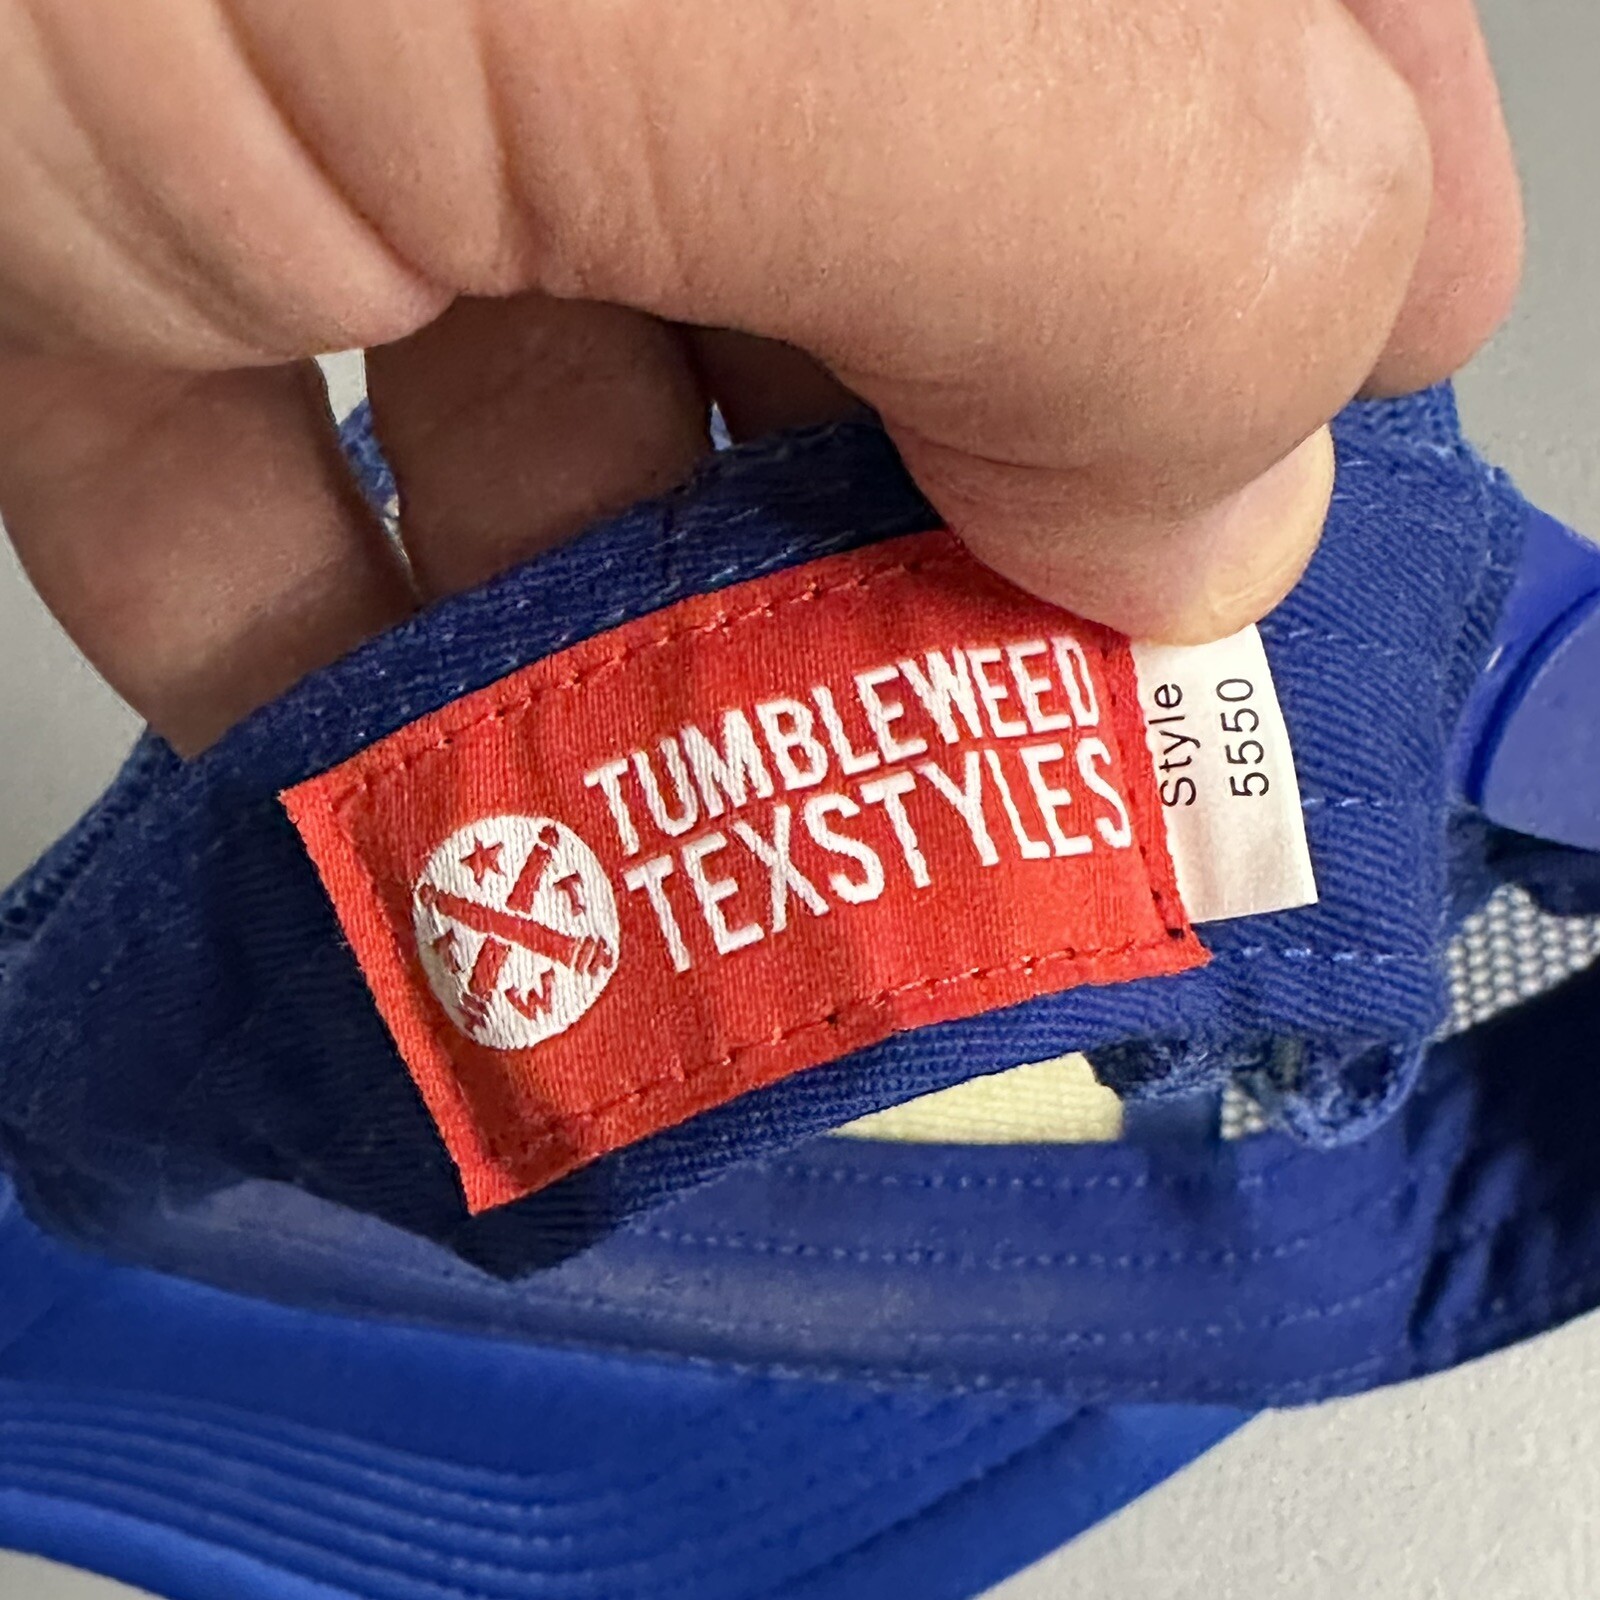 TUMBLEWEED
TEXSTYLES
T
X
T
W
Style
5550